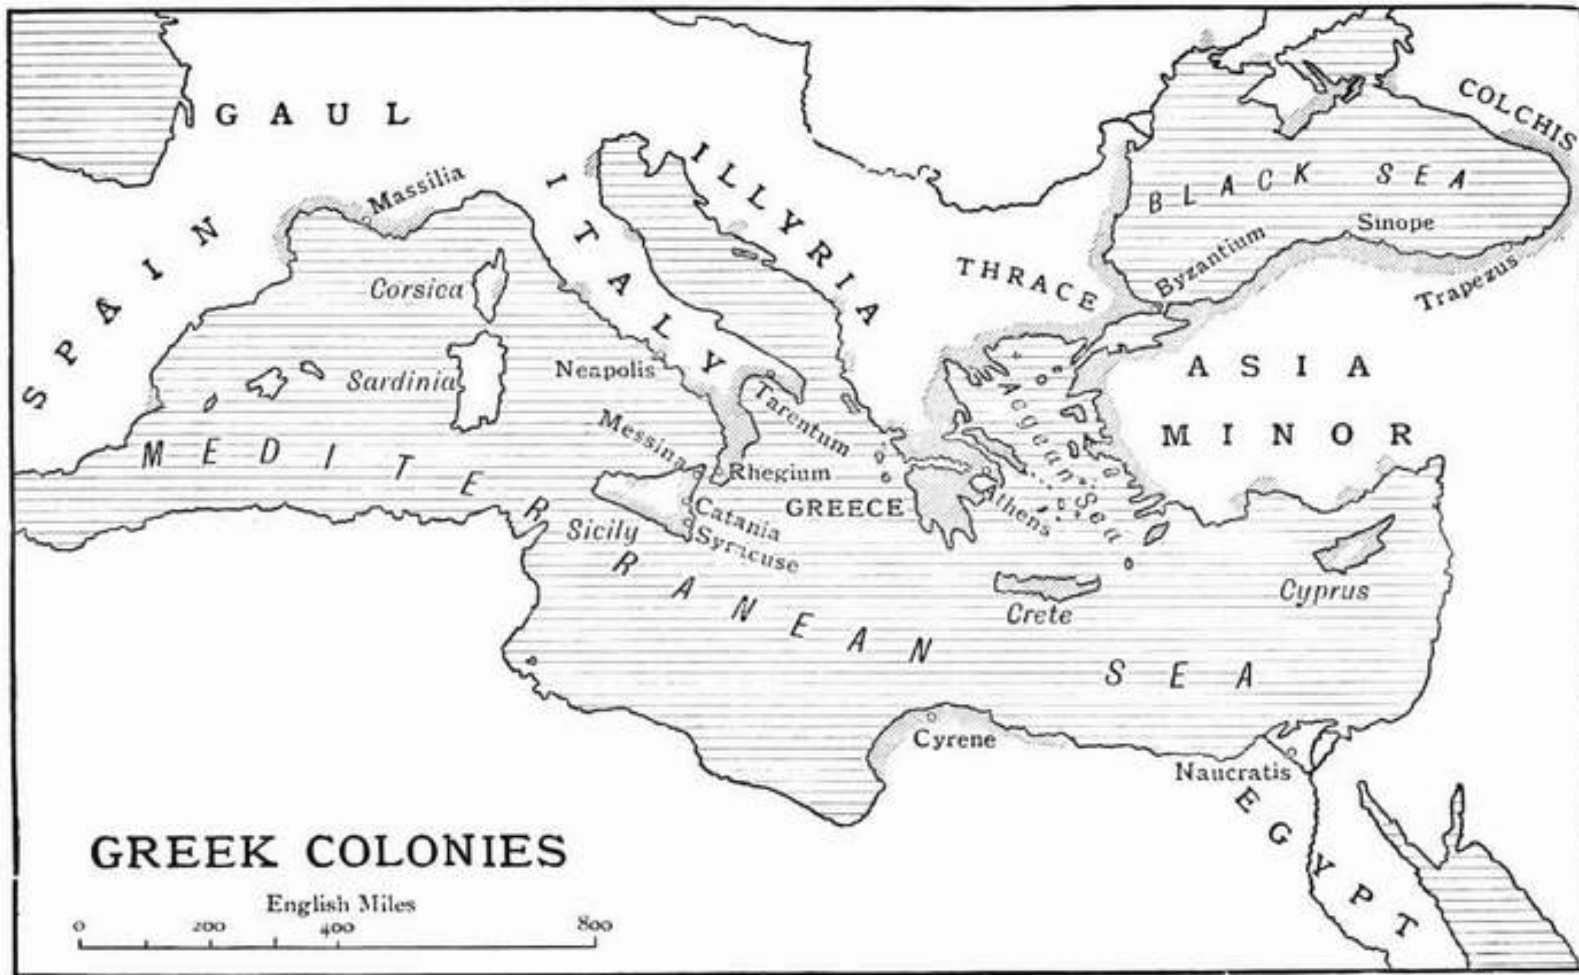 GAUL
SPAIN
Massilia
ITALY
ILLYRIA
COLCHIS
BLACK SEA
Sinope
Trapezus
Byzantium
THRACE
Corsica
Sardinia
Neapolis
Tarentum
Messina
Rhegium
Catania
Syracuse
Sicily
GREECE
Athens
Aegean Sea
ASIA
MINOR
Crete
Cyprus
MEDITERRANEAN SEA
Cyrene
Naucratis
EGYPT
GREEK COLONIES
English Miles
0 200 400 800